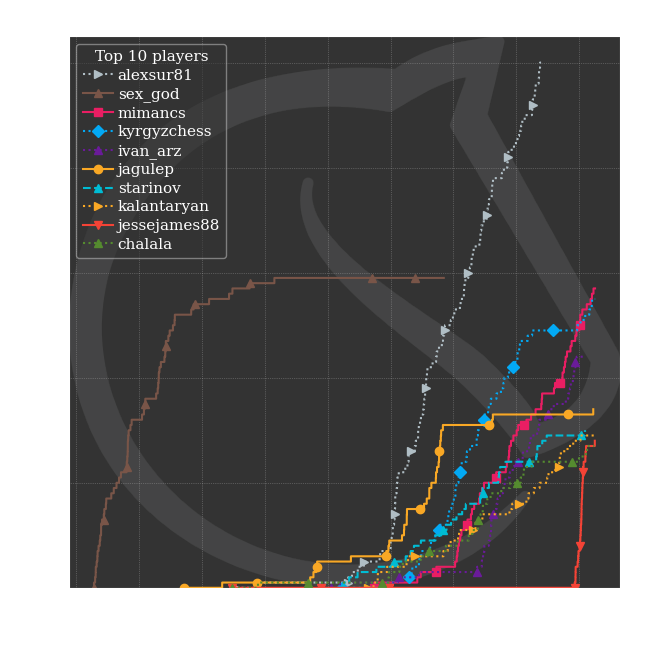 Top 10 players
alexsur81
sex_god
mimancs
kyrgyzchess
ivan_arz
jagulep
starinov
kalantaryan
jessejames88
chalala